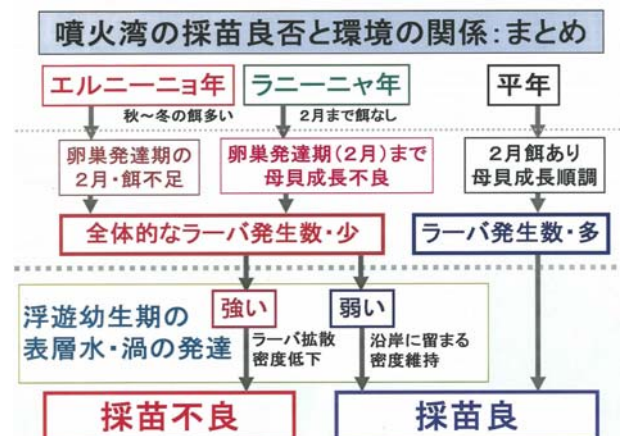 噴火湾の採苗良否と環境の関係：まとめ
エルニーニョ年
ラニーニャ年
平年
秋～冬の餌多い
2月まで餌なし
卵巣発達期の
2月・餌不足
卵巣発達期（2月）まで
母貝成長不良
2月餌あり
母貝成長順調
全体的なラーバ発生数・少
ラーバ発生数・多
浮遊幼生期の
表層水・渦の発達
強い
弱い
ラーバ拡散
密度低下
沿岸に留まる
密度維持
採苗不良
採苗良